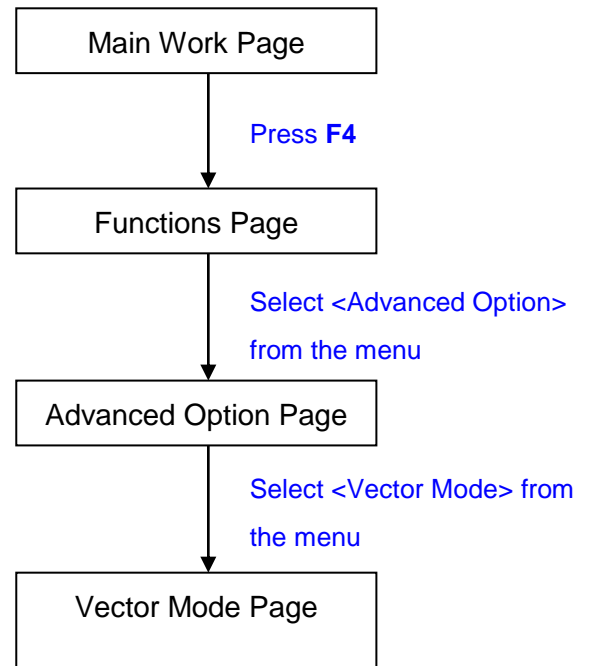 Main Work Page
Press F4
Functions Page
Select <Advanced Option>
from the menu
Advanced Option Page
Select <Vector Mode> from
the menu
Vector Mode Page